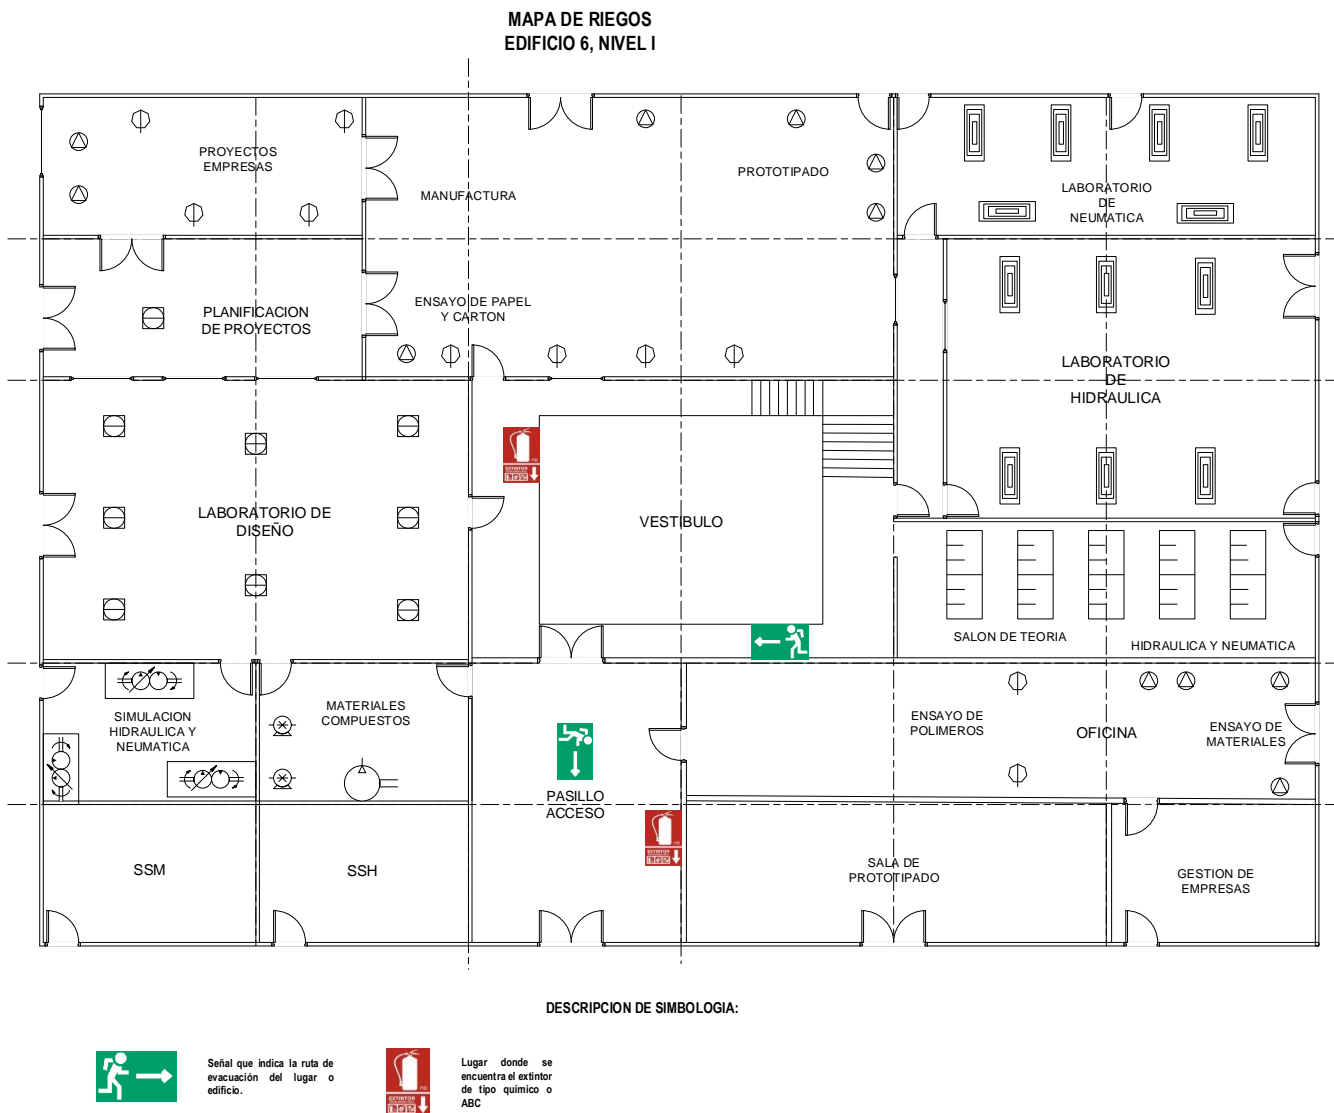 MAPA DE RIEGOS
EDIFICIO 6, NIVEL I
PROYECTOS
EMPRESAS
MANUFACTURA
PROTOTIPADO
LABORATORIO
DE
NEUMATICA
PLANIFICACION
DE PROYECTOS
ENSAYO DE PAPEL
Y CARTON
LABORATORIO
DE
HIDRAULICA
LABORATORIO DE
DISEÑO
EXTINTOR
VESTIBULO
SALON DE TEORIA
HIDRAULICA Y NEUMATICA
SIMULACION
HIDRAULICA Y
NEUMATICA
MATERIALES
COMPUESTOS
ENSAYO DE
POLIMEROS
OFICINA
ENSAYO DE
MATERIALES
PASILLO
ACCESO
EXTINTOR
SSM
SSH
SALA DE
PROTOTIPADO
GESTION DE
EMPRESAS
DESCRIPCION DE SIMBOLOGIA:
Señal que indica la ruta de
evacuación del lugar o
edificio.
EXTINTOR
Lugar donde se
encuentra el extintor
de tipo químico o
ABC